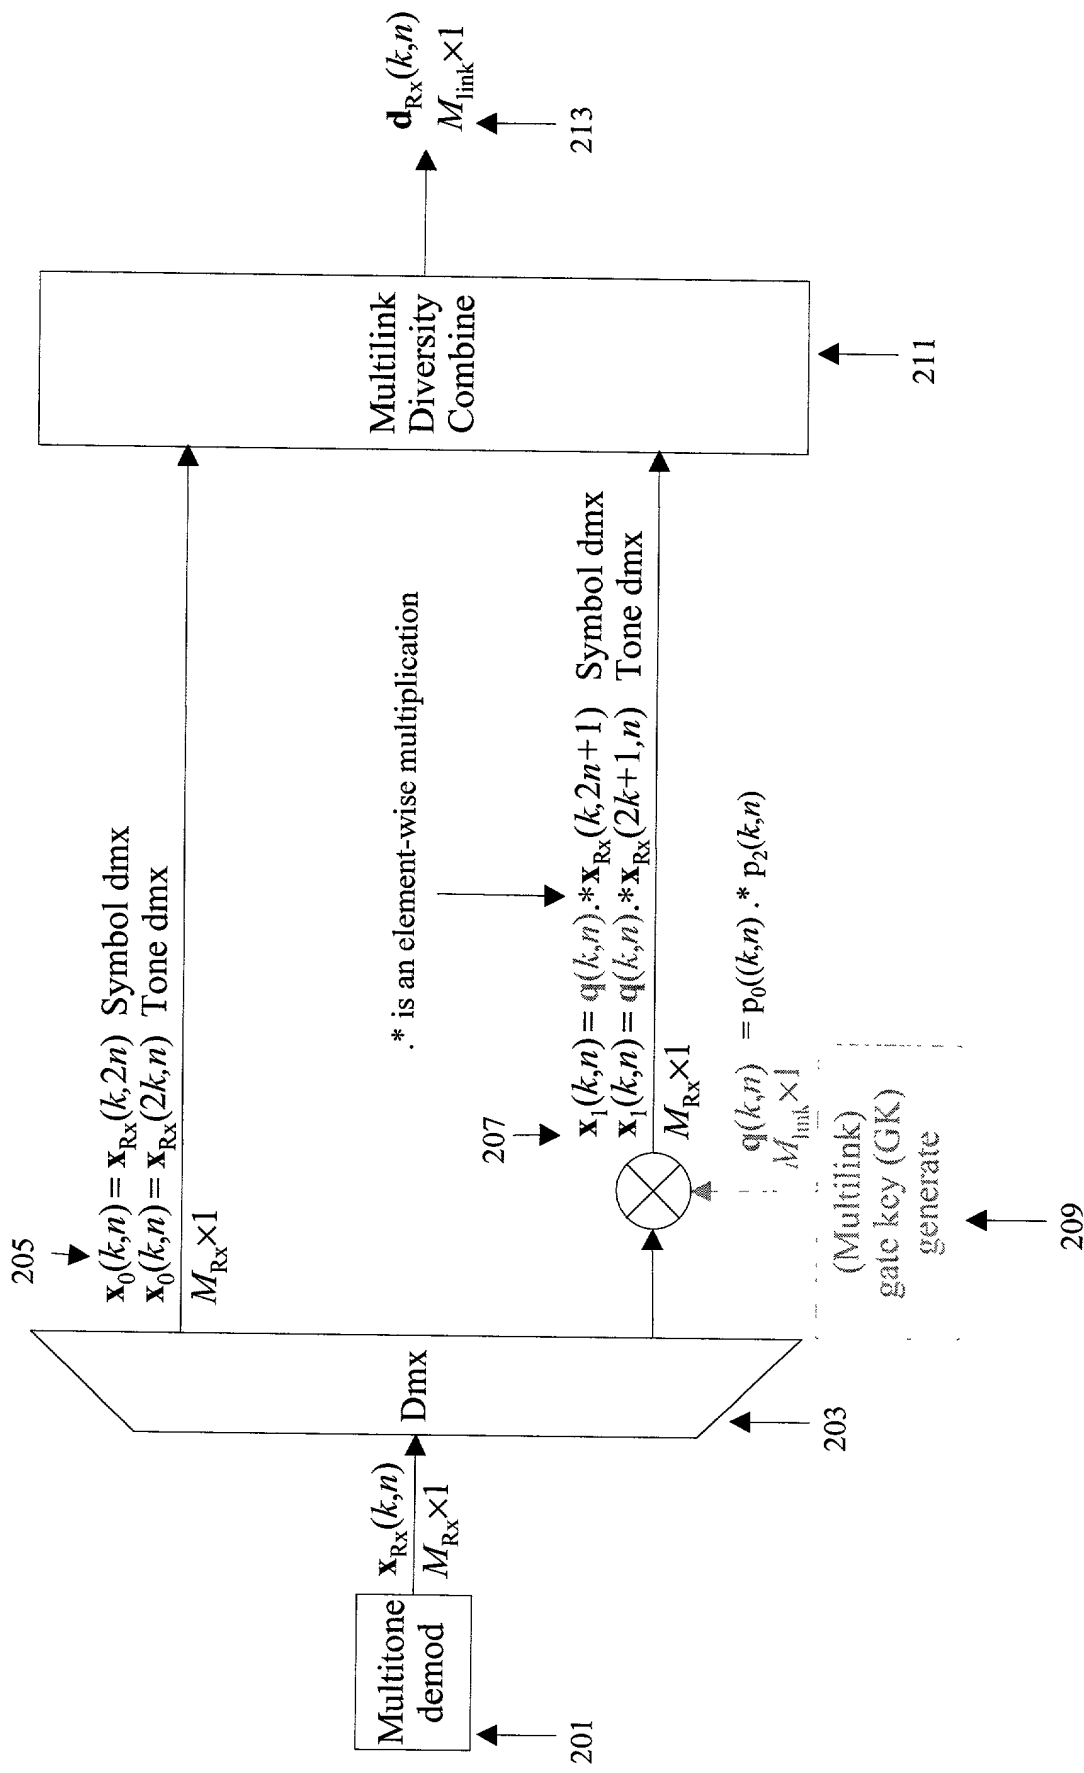 Multitone
demod
201
x_Rx(k,n)
M_Rx×1
Dmx
203
205
x_0(k,n) = x_Rx(k,2n) Symbol dmx
x_0(k,n) = x_Rx(2k,n) Tone dmx
M_Rx×1
.* is an element-wise multiplication
207
x_1(k,n) = q(k,n).*x_Rx(k,2n+1) Symbol dmx
x_1(k,n) = q(k,n).*x_Rx(2k+1,n) Tone dmx
M_Rx×1
q(k,n) = p_0((k,n) .* p_2(k,n)
M_link×1
(Multilink)
gate key (GK)
generate
209
Multilink
Diversity
Combine
211
d_Rx(k,n)
M_link×1
213